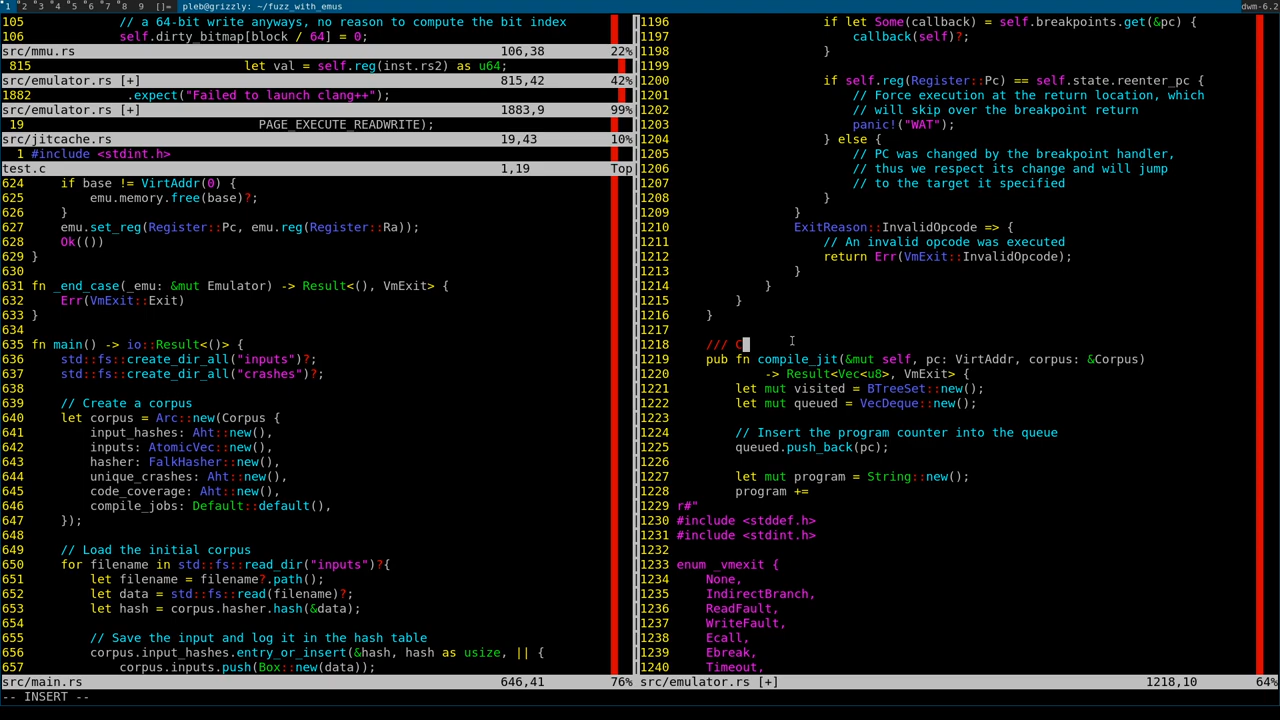 1 2 3 4 5 6 7 8 9 []= pleb@grizzly: ~/fuzz_with_emus dwm-6.2
105 // a 64-bit write anyways, no reason to compute the bit index
106 self.dirty_bitmap[block / 64] = 0;
src/mmu.rs 106,38 22%
815 let val = self.reg(inst.rs2) as u64;
src/emulator.rs [+] 815,42 42%
1882 .expect("Failed to launch clang++");
src/emulator.rs [+] 1883,9 99%
19 PAGE_EXECUTE_READWRITE);
src/jitcache.rs 19,43 10%
1 #include <stdint.h>
test.c 1,19 Top
624 if base != VirtAddr(0) {
625 emu.memory.free(base)?;
626 }
627 emu.set_reg(Register::Pc, emu.reg(Register::Ra));
628 Ok(())
629 }
630
631 fn _end_case(_emu: &mut Emulator) -> Result<(), VmExit> {
632 Err(VmExit::Exit)
633 }
634
635 fn main() -> io::Result<()> {
636 std::fs::create_dir_all("inputs")?;
637 std::fs::create_dir_all("crashes")?;
638
639 // Create a corpus
640 let corpus = Arc::new(Corpus {
641 input_hashes: Aht::new(),
642 inputs: AtomicVec::new(),
643 hasher: FalkHasher::new(),
644 unique_crashes: Aht::new(),
645 code_coverage: Aht::new(),
646 compile_jobs: Default::default(),
647 });
648
649 // Load the initial corpus
650 for filename in std::fs::read_dir("inputs")?{
651 let filename = filename?.path();
652 let data = std::fs::read(filename)?;
653 let hash = corpus.hasher.hash(&data);
654
655 // Save the input and log it in the hash table
656 corpus.input_hashes.entry_or_insert(&hash, hash as usize, || {
657 corpus.inputs.push(Box::new(data));
src/main.rs 646,41 76%
-- INSERT --
1196 if let Some(callback) = self.breakpoints.get(&pc) {
1197 callback(self)?;
1198 }
1199
1200 if self.reg(Register::Pc) == self.state.reenter_pc {
1201 // Force execution at the return location, which
1202 // will skip over the breakpoint return
1203 panic!("WAT");
1204 } else {
1205 // PC was changed by the breakpoint handler,
1206 // thus we respect its change and will jump
1207 // to the target it specified
1208 }
1209 }
1210 ExitReason::InvalidOpcode => {
1211 // An invalid opcode was executed
1212 return Err(VmExit::InvalidOpcode);
1213 }
1214 }
1215 }
1216 }
1217
1218 /// C
1219 pub fn compile_jit(&mut self, pc: VirtAddr, corpus: &Corpus)
1220 -> Result<Vec<u8>, VmExit> {
1221 let mut visited = BTreeSet::new();
1222 let mut queued = VecDeque::new();
1223
1224 // Insert the program counter into the queue
1225 queued.push_back(pc);
1226
1227 let mut program = String::new();
1228 program +=
1229 r#"
1230 #include <stddef.h>
1231 #include <stdint.h>
1232
1233 enum _vmexit {
1234 None,
1235 IndirectBranch,
1236 ReadFault,
1237 WriteFault,
1238 Ecall,
1239 Ebreak,
1240 Timeout,
src/emulator.rs [+] 1218,10 64%